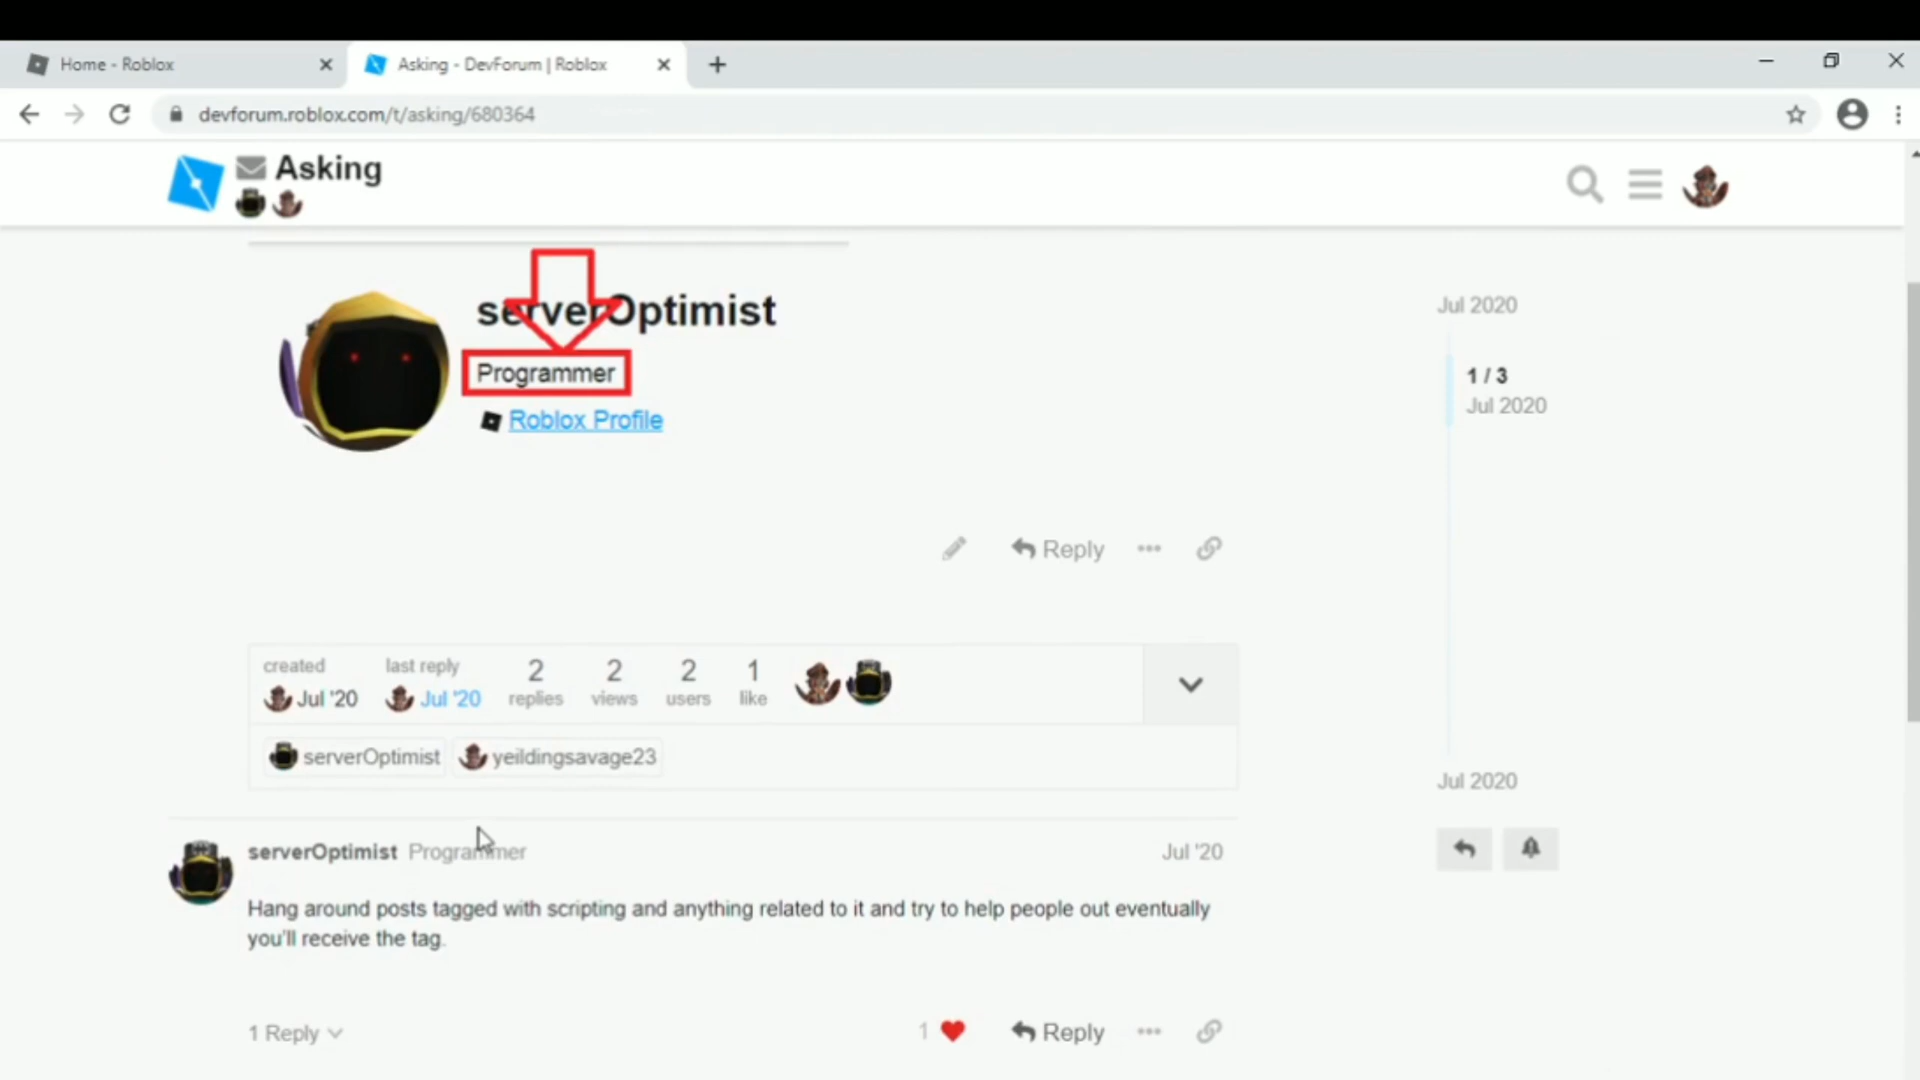 Home - Roblox
Asking - DevForum | Roblox
devforum.roblox.com/t/asking/680364
Asking
serverOptimist
Programmer
Roblox Profile
Jul 2020
1 / 3
Jul 2020
Reply
created
last reply
2
2
2
1
Jul '20
Jul '20
replies
views
users
like
serverOptimist
yeildingsavage23
Jul 2020
serverOptimist Programmer
Jul '20
Hang around posts tagged with scripting and anything related to it and try to help people out eventually
you'll receive the tag.
1 Reply
1
Reply